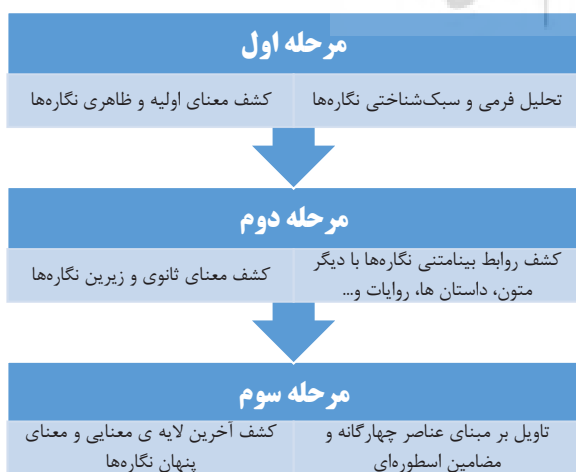 مرحله اول
تحلیل فرمی و سبک‌شناختی نگاره‌ها
کشف معنای اولیه و ظاهری نگاره‌ها
مرحله دوم
کشف روابط بینامتنی نگاره‌ها با دیگر
متون، داستان ها، روایات و...
کشف معنای ثانوی و زیرین نگاره‌ها
مرحله سوم
تاویل بر مبنای عناصر چهارگانه و
مضامین اسطوره‌ای
کشف آخرین لایه ی معنایی و معنای
پنهان نگاره‌ها